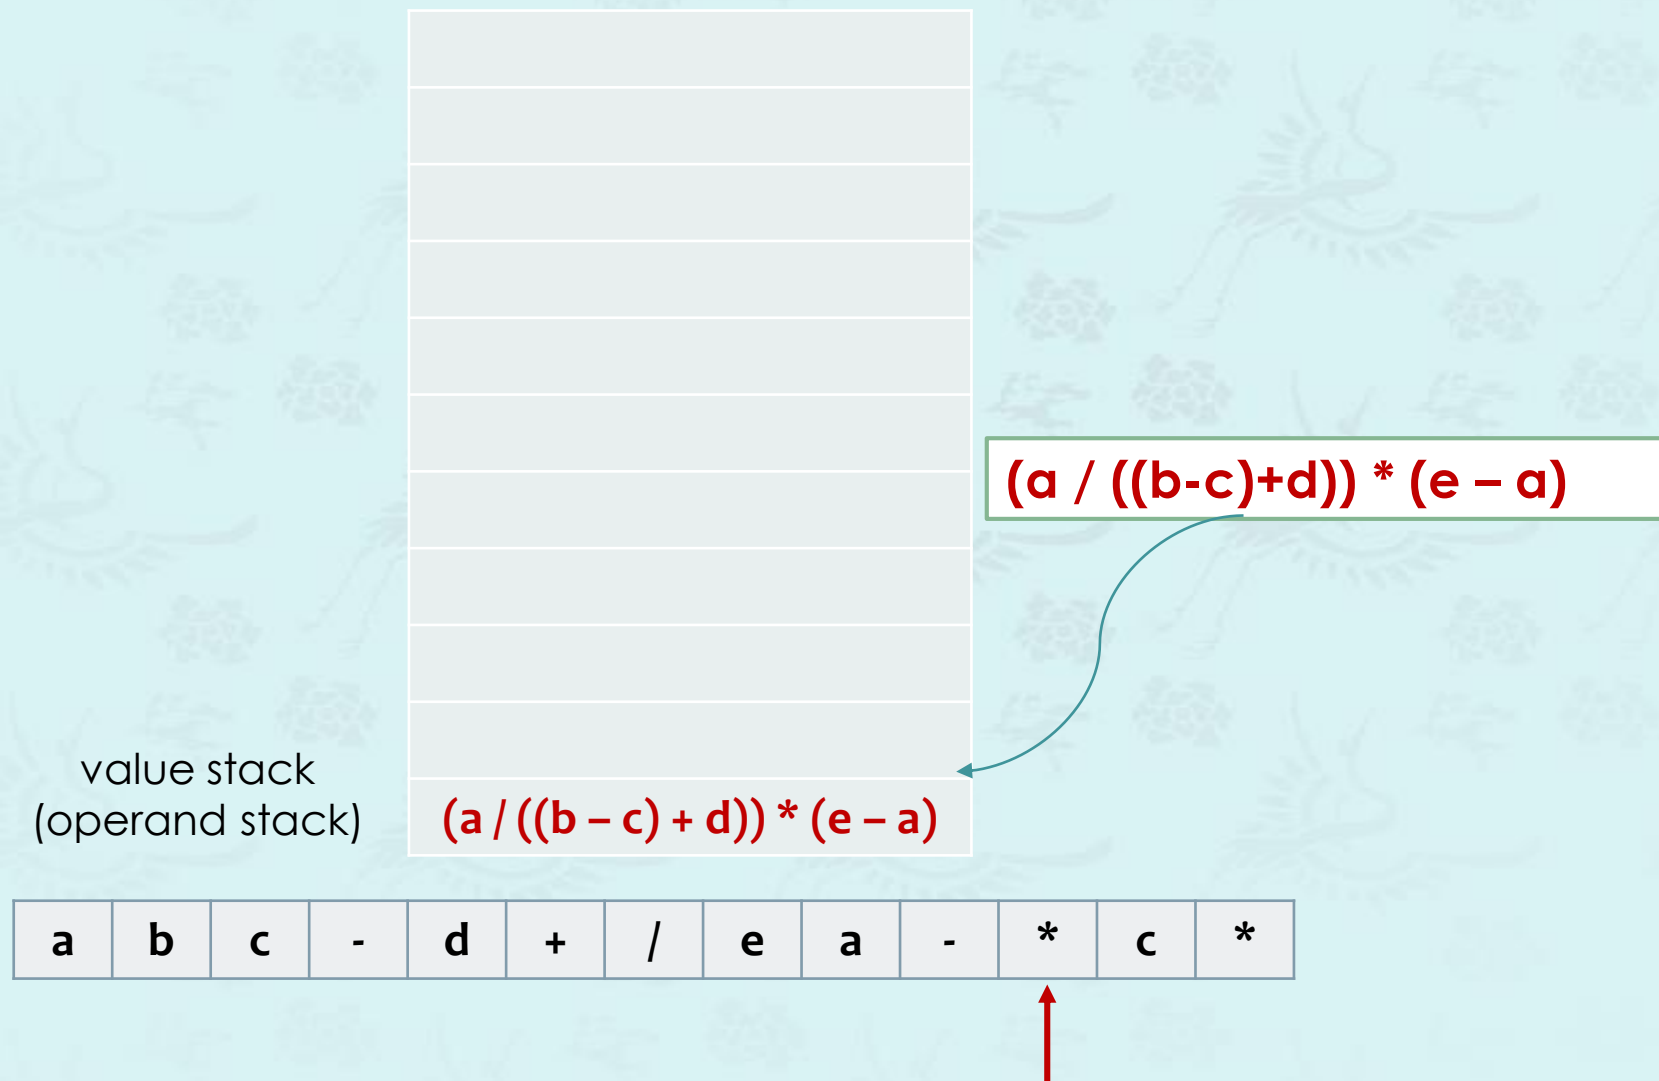 (a / ((b-c)+d)) * (e – a)
value stack
(operand stack)
(a / ((b – c) + d)) * (e – a)
a b c - d + / e a - * c *